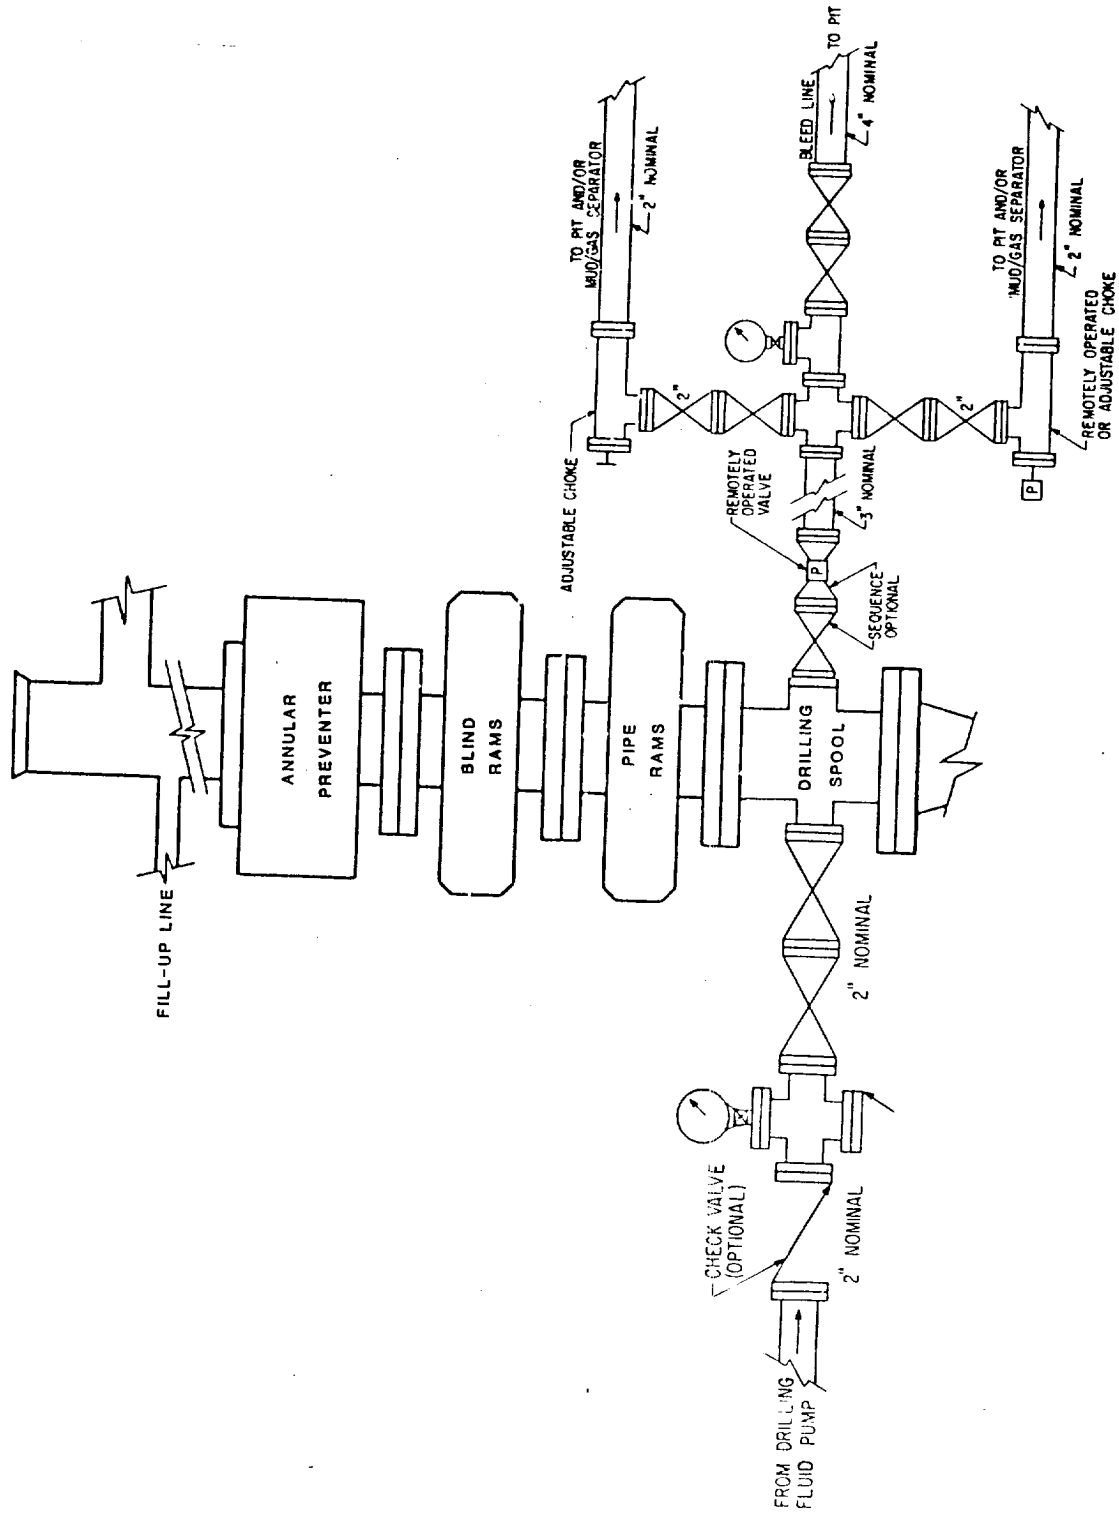 FILL-UP LINE
ANNULAR
PREVENTER
BLIND
RAMS
PIPE
RAMS
DRILLING
SPOOL
ADJUSTABLE CHOKE
TO PIT AND/OR
MUD/GAS SEPARATOR
2" NOMINAL
2"
REMOTELY
OPERATED
VALVE
P
SEQUENCE
OPTIONAL
3" NOMINAL
BLEED LINE
TO PIT
4" NOMINAL
2"
TO PIT AND/OR
MUD/GAS SEPARATOR
2" NOMINAL
REMOTELY OPERATED
OR ADJUSTABLE CHOKE
P
2" NOMINAL
CHECK VALVE
(OPTIONAL)
2" NOMINAL
FROM DRILLING
FLUID PUMP